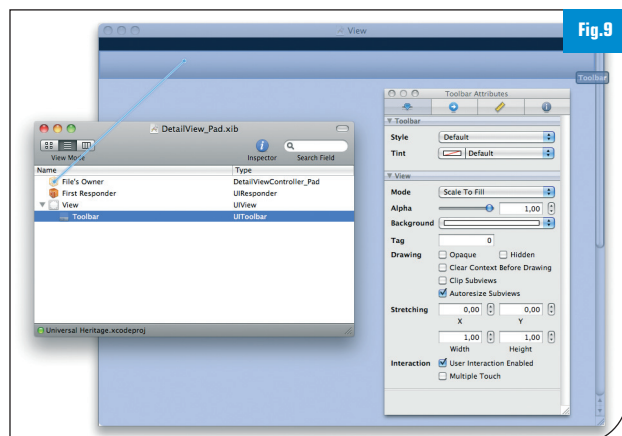 Fig.9
View
Toolbar
DetailView_Pad.xib
View Mode
Inspector
Search Field
Name Type
File's Owner DetailViewController_Pad
First Responder UIResponder
View UIView
Toolbar UIToolbar
Universal Heritage.xcodeproj
Toolbar Attributes
Toolbar
Style Default
Tint Default
View
Mode Scale To Fill
Alpha 1,00
Background
Tag 0
Drawing Opaque Hidden
Clear Context Before Drawing
Clip Subviews
Autoresize Subviews
Stretching 0,00 0,00
X Y
1,00 1,00
Width Height
Interaction User Interaction Enabled
Multiple Touch